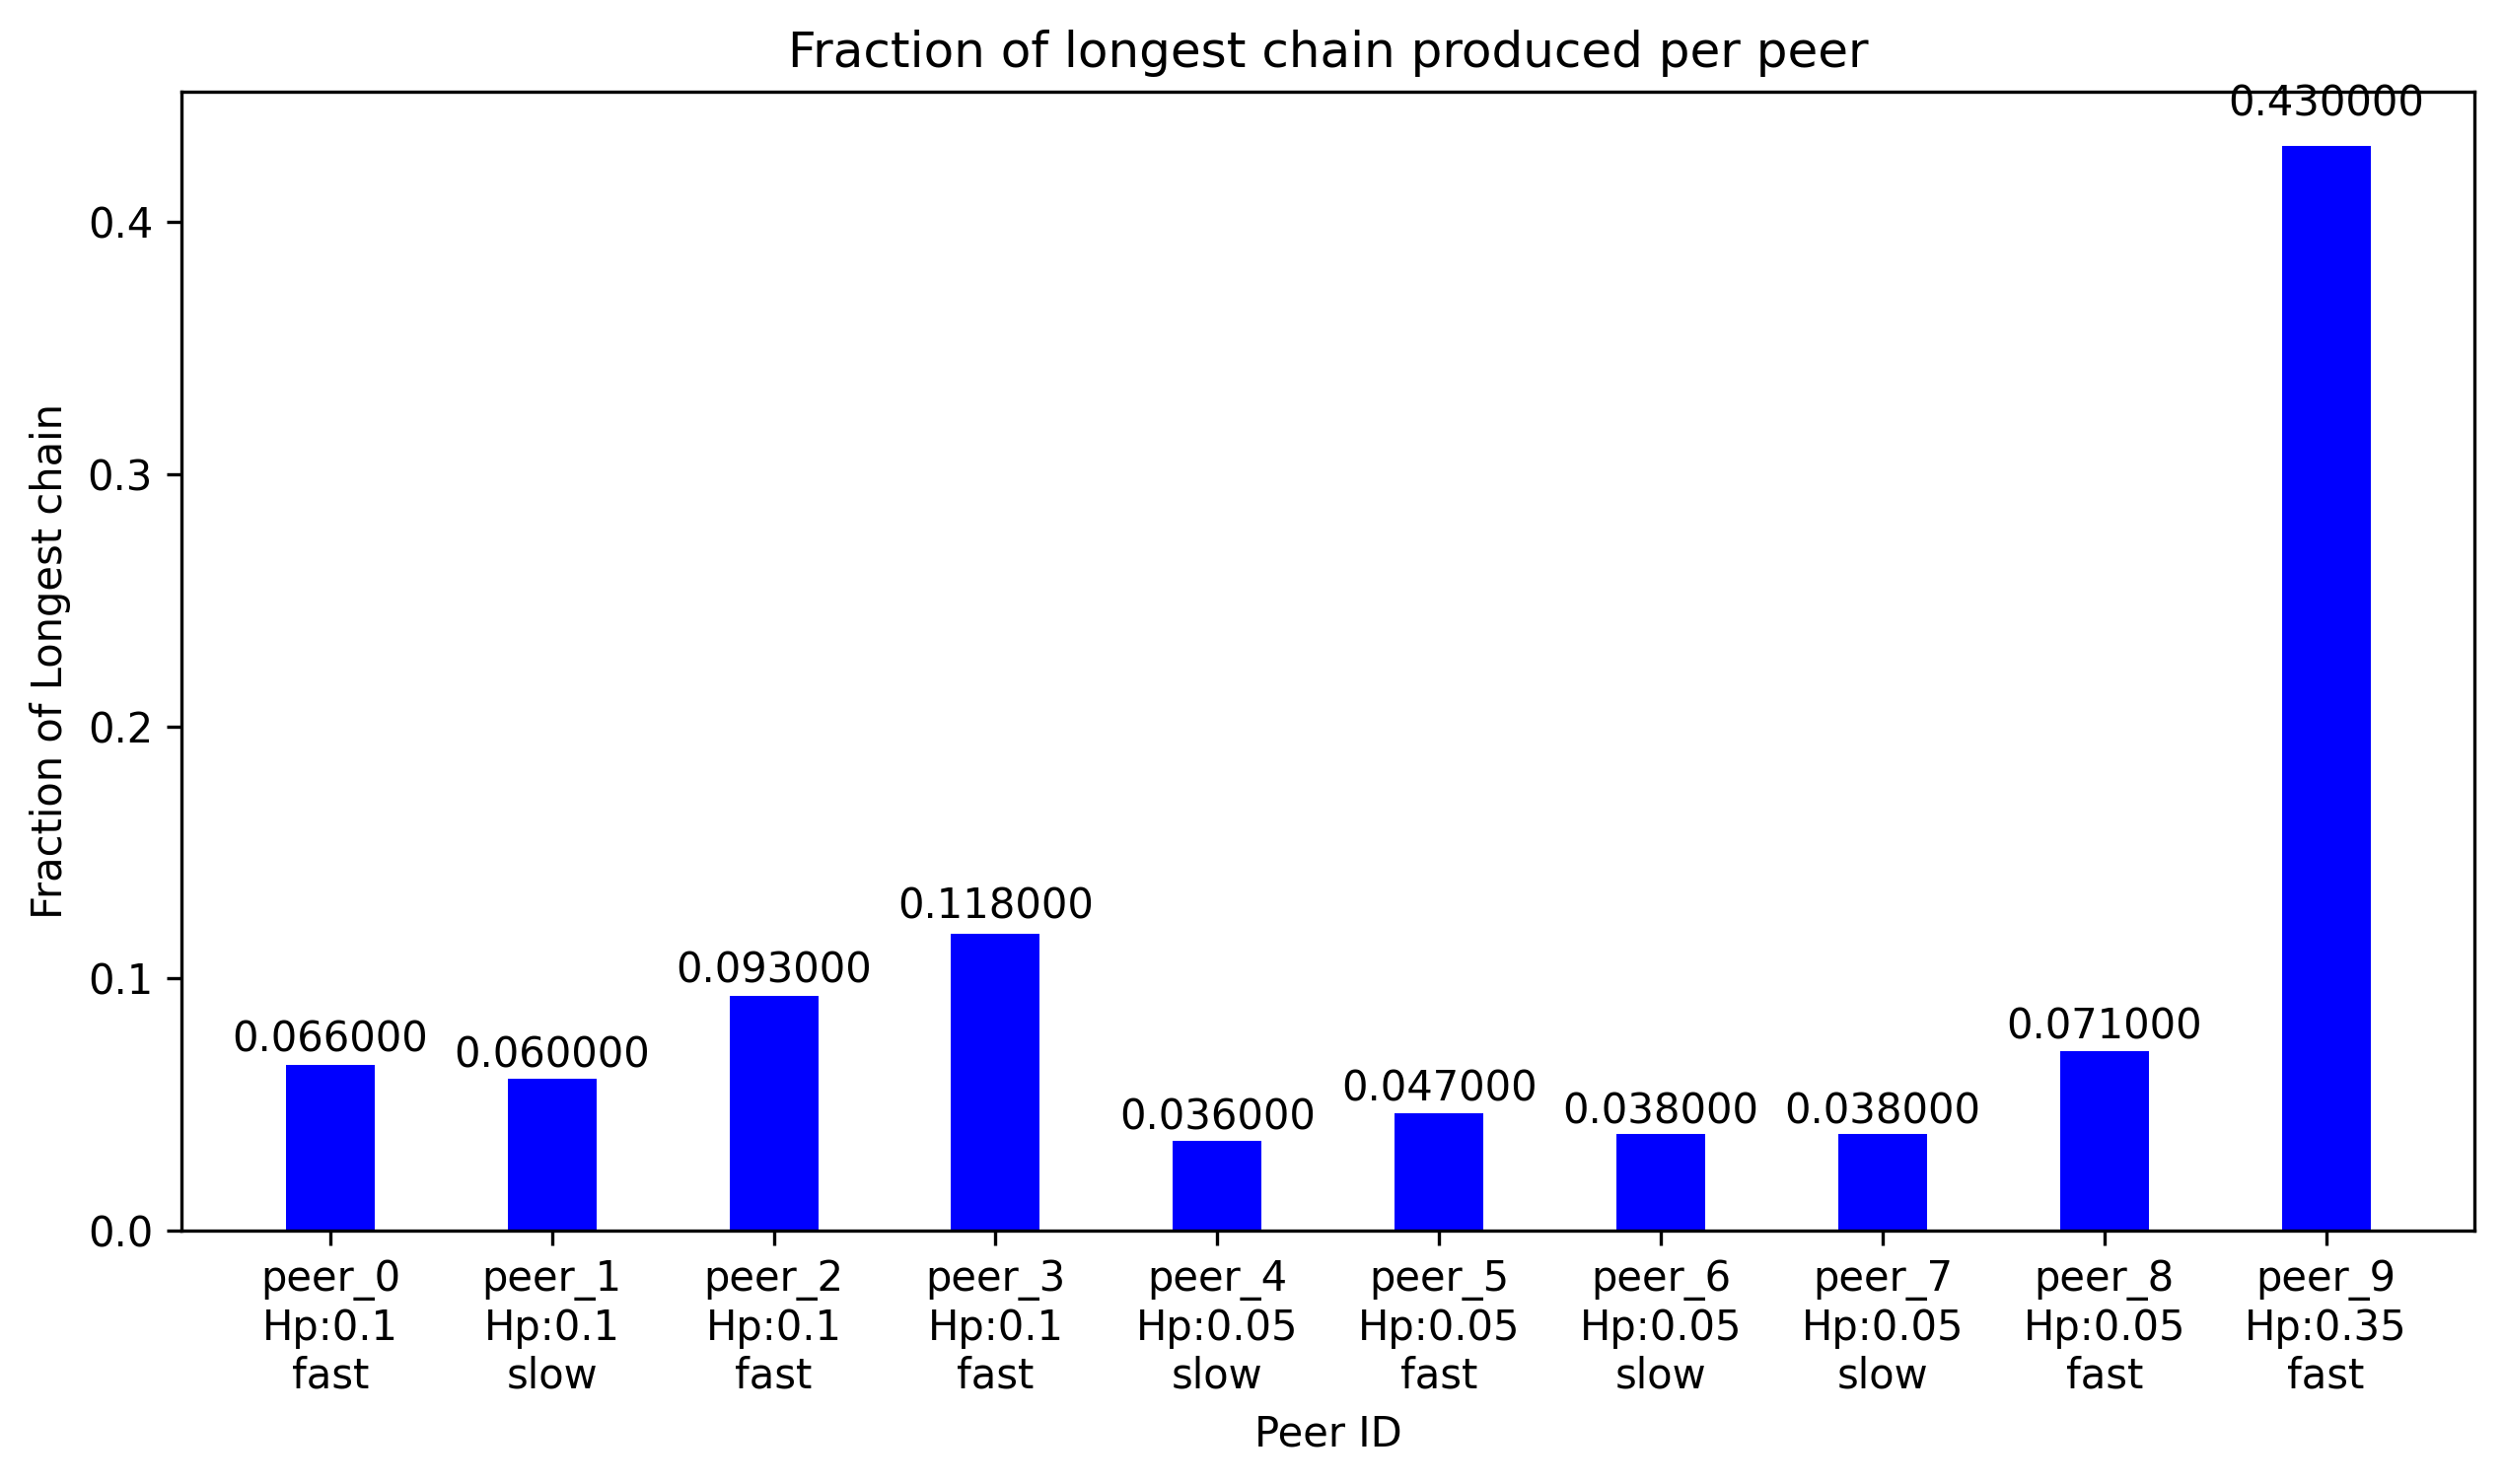 Fraction of longest chain produced per peer
Fraction of Longest chain
0.4
0.3
0.2
0.1
0.0
0.066000
0.060000
0.093000
0.118000
0.036000
0.047000
0.038000
0.038000
0.071000
0.430000
peer_0
Hp:0.1
fast
peer_1
Hp:0.1
slow
peer_2
Hp:0.1
fast
peer_3
Hp:0.1
fast
peer_4
Hp:0.05
slow
peer_5
Hp:0.05
fast
peer_6
Hp:0.05
slow
peer_7
Hp:0.05
slow
peer_8
Hp:0.05
fast
peer_9
Hp:0.35
fast
Peer ID